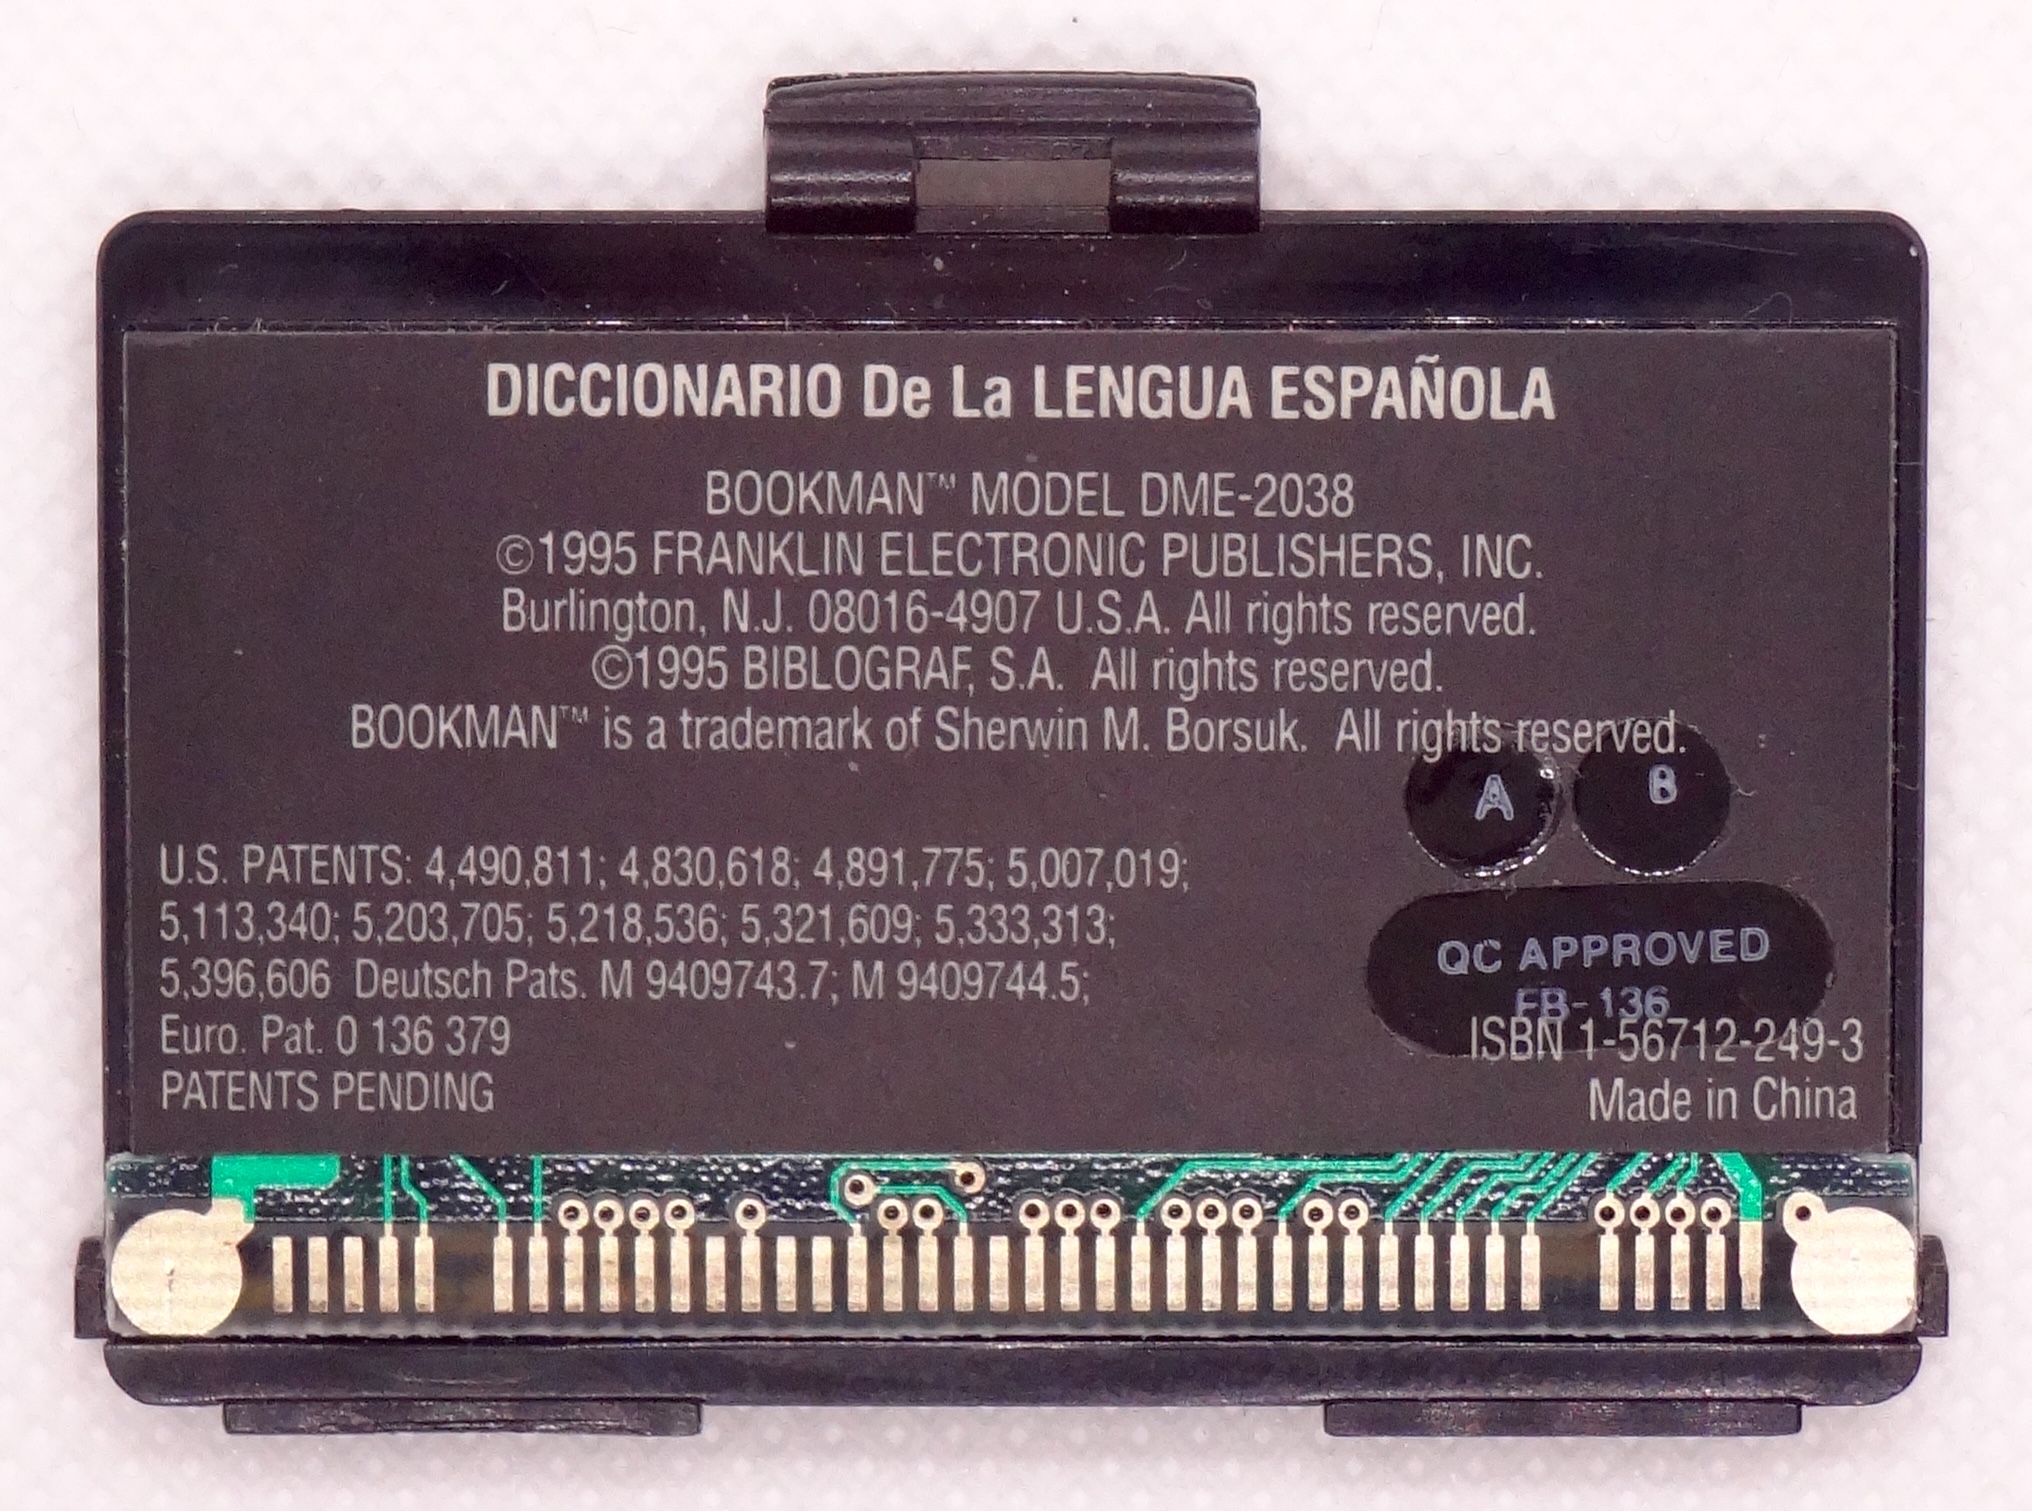 DICCIONARIO De La LENGUA ESPAÑOLA
BOOKMAN™ MODEL DME-2038
©1995 FRANKLIN ELECTRONIC PUBLISHERS, INC.
Burlington, N.J. 08016-4907 U.S.A. All rights reserved.
©1995 BIBLOGRAF, S.A. All rights reserved.
BOOKMAN™ is a trademark of Sherwin M. Borsuk. All rights reserved.
A B
U.S. PATENTS: 4,490,811; 4,830,618; 4,891,775; 5,007,019;
5,113,340; 5,203,705; 5,218,536; 5,321,609; 5,333,313;
5,396,606 Deutsch Pats. M 9409743.7; M 9409744.5;
Euro. Pat. 0 136 379
PATENTS PENDING
QC APPROVED
FB-136
ISBN 1-56712-249-3
Made in China